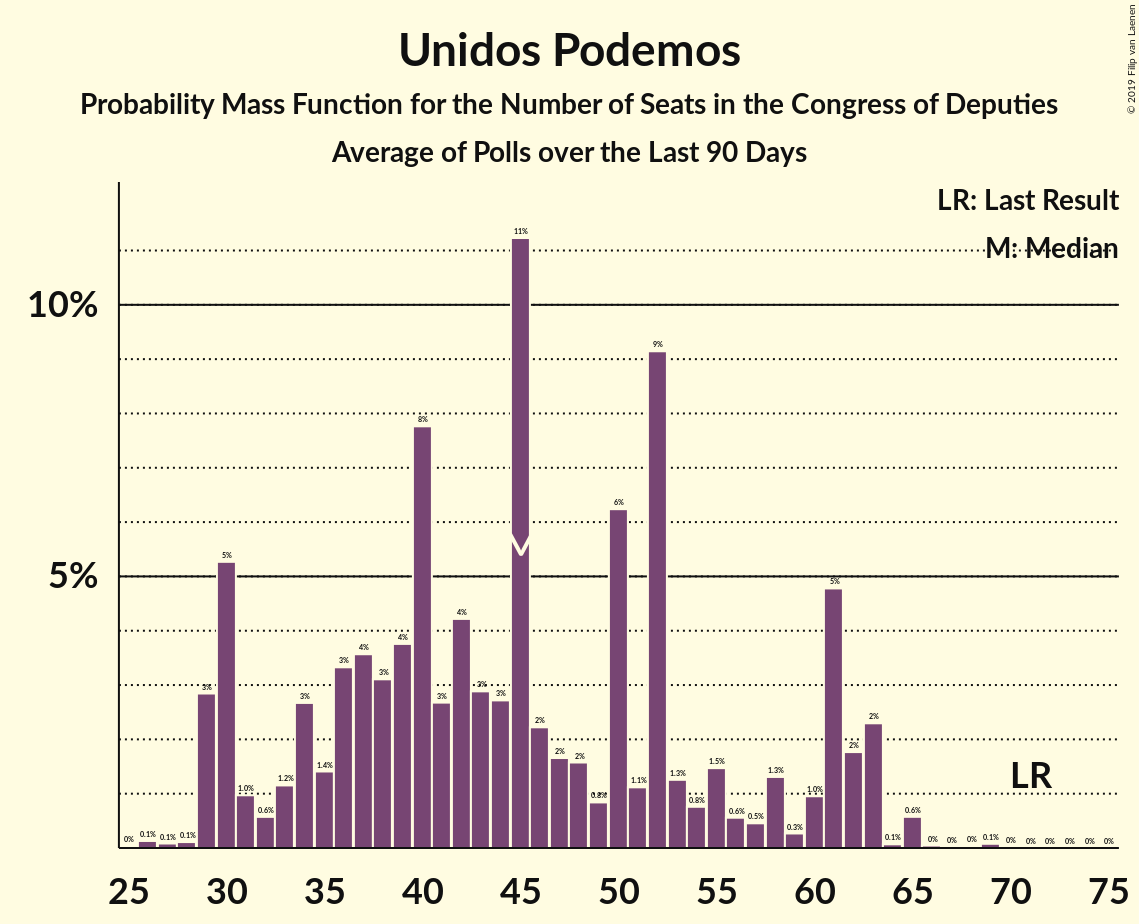 Unidos Podemos
Probability Mass Function for the Number of Seats in the Congress of Deputies
Average of Polls over the Last 90 Days
© 2019 Filip van Laenen
LR: Last Result
M: Median
10%
5%
0% 0.1% 0.1% 0.1% 3% 5% 1.0% 0.6% 1.2% 3% 1.4% 3% 4% 3% 4% 8% 3% 4% 3% 3% 11% 2% 2% 2% 0.8% 6% 1.1% 9% 1.3% 0.8% 1.5% 0.6% 0.5% 1.3% 0.3% 1.0% 5% 2% 2% 0.1% 0.6% 0% 0% 0% 0.1% 0% 0% 0% 0% 0% 0%
LR
25 30 35 40 45 50 55 60 65 70 75